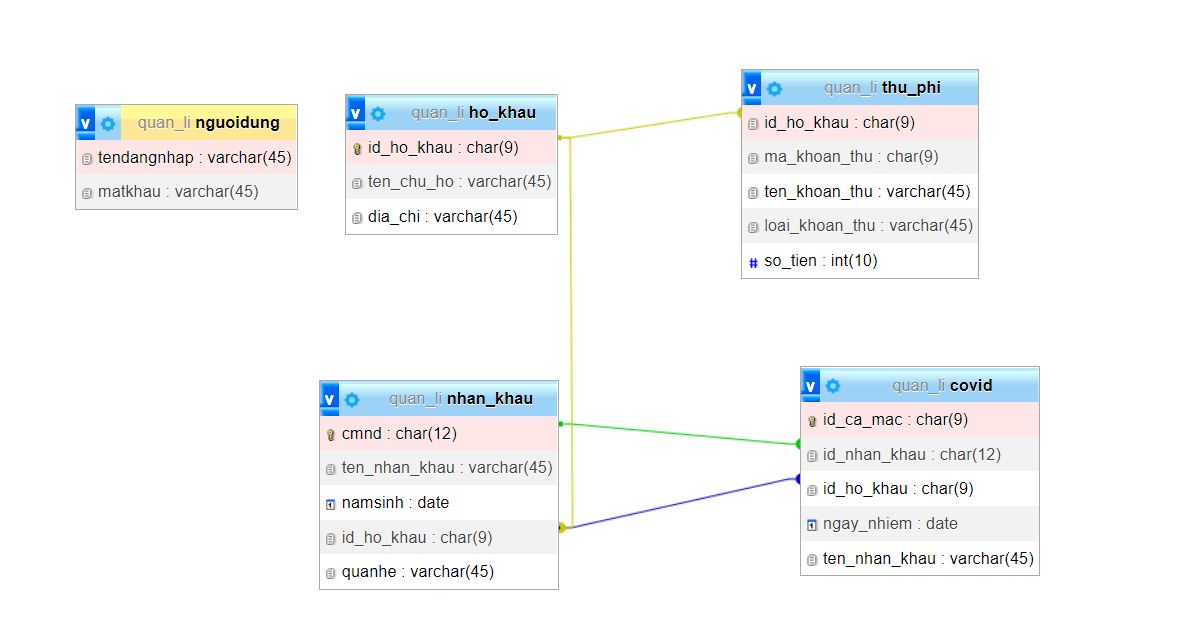 v quan_li nguoidung
tendangnhap : varchar(45)
matkhau : varchar(45)
v quan_li ho_khau
id_ho_khau : char(9)
ten_chu_ho : varchar(45)
dia_chi : varchar(45)
v quan_li thu_phi
id_ho_khau : char(9)
ma_khoan_thu : char(9)
ten_khoan_thu : varchar(45)
loai_khoan_thu : varchar(45)
# so_tien : int(10)
v quan_li nhan_khau
cmnd : char(12)
ten_nhan_khau : varchar(45)
namsinh : date
id_ho_khau : char(9)
quanhe : varchar(45)
v quan_li covid
id_ca_mac : char(9)
id_nhan_khau : char(12)
id_ho_khau : char(9)
ngay_nhiem : date
ten_nhan_khau : varchar(45)